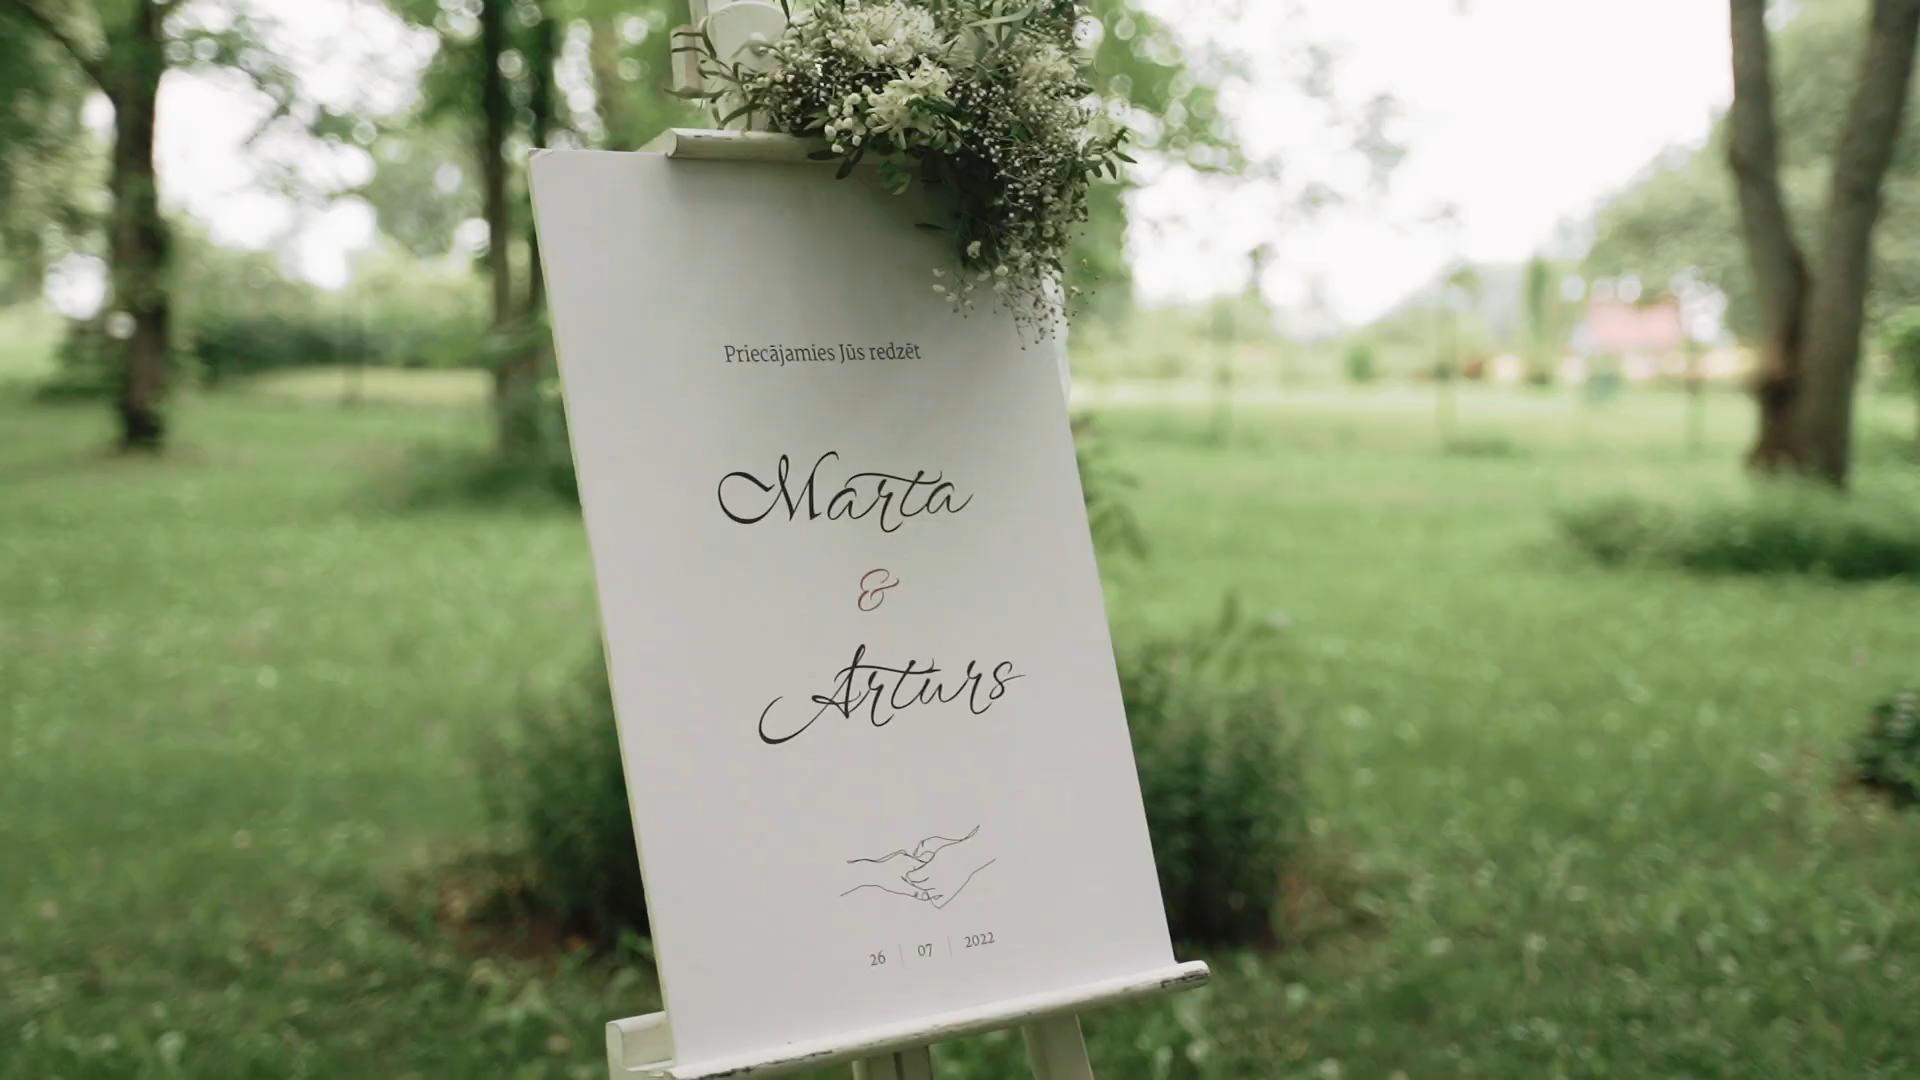 Priecājamies Jūs redzēt
Marta
&
Arturs
26 | 07 | 2022